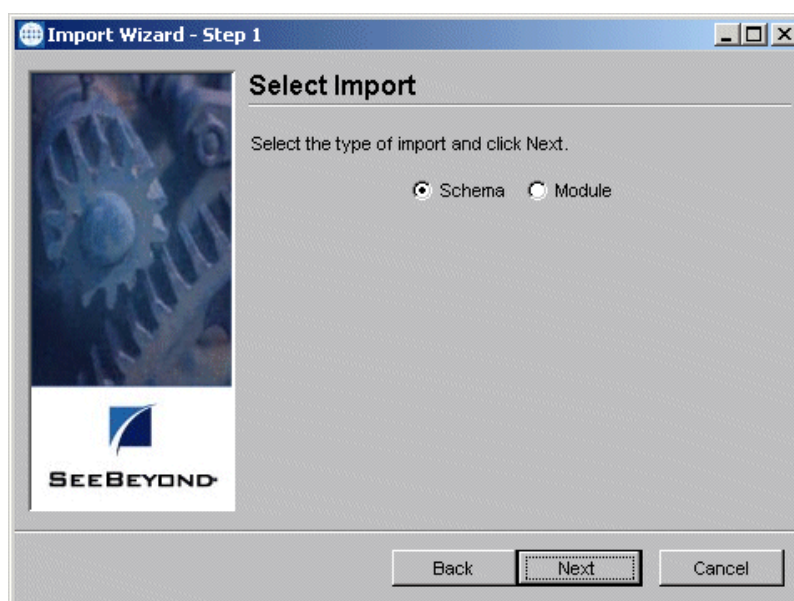 Import Wizard - Step 1
Select Import
Select the type of import and click Next.
Schema Module
SEEBEYOND
Back Next Cancel